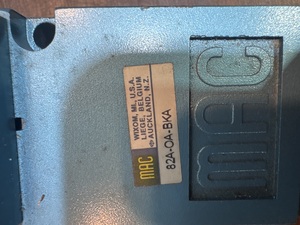 MAC
WIXOM, MI. U.S.A.
LIEGE, BELGIUM
AUCKLAND, N.Z.
82A-OA-BKA
MAC